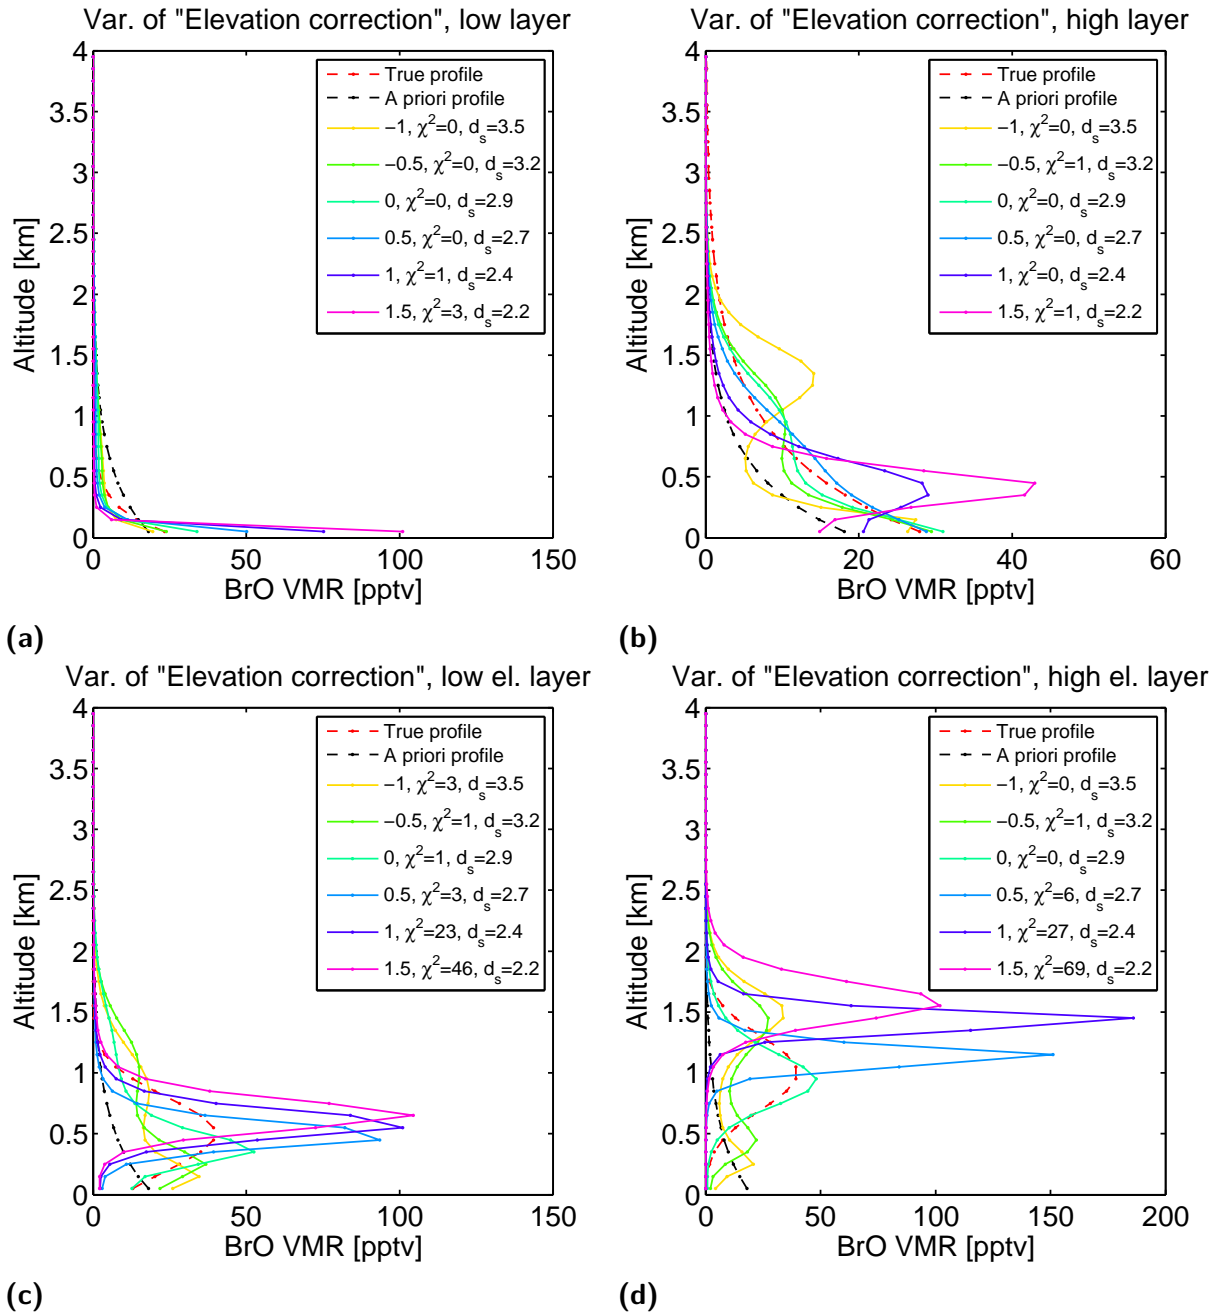 Var. of "Elevation correction", low layer
4
3.5
3
2.5
2
1.5
1
0.5
0
Altitude [km]
True profile
A priori profile
−1, χ²=0, d_s=3.5
−0.5, χ²=0, d_s=3.2
0, χ²=0, d_s=2.9
0.5, χ²=0, d_s=2.7
1, χ²=1, d_s=2.4
1.5, χ²=3, d_s=2.2
0 50 100 150
BrO VMR [pptv]
(a)
Var. of "Elevation correction", high layer
4
3.5
3
2.5
2
1.5
1
0.5
0
Altitude [km]
True profile
A priori profile
−1, χ²=0, d_s=3.5
−0.5, χ²=1, d_s=3.2
0, χ²=0, d_s=2.9
0.5, χ²=0, d_s=2.7
1, χ²=0, d_s=2.4
1.5, χ²=1, d_s=2.2
0 20 40 60
BrO VMR [pptv]
(b)
Var. of "Elevation correction", low el. layer
4
3.5
3
2.5
2
1.5
1
0.5
0
Altitude [km]
True profile
A priori profile
−1, χ²=3, d_s=3.5
−0.5, χ²=1, d_s=3.2
0, χ²=1, d_s=2.9
0.5, χ²=3, d_s=2.7
1, χ²=23, d_s=2.4
1.5, χ²=46, d_s=2.2
0 50 100 150
BrO VMR [pptv]
(c)
Var. of "Elevation correction", high el. layer
4
3.5
3
2.5
2
1.5
1
0.5
0
Altitude [km]
True profile
A priori profile
−1, χ²=0, d_s=3.5
−0.5, χ²=1, d_s=3.2
0, χ²=0, d_s=2.9
0.5, χ²=6, d_s=2.7
1, χ²=27, d_s=2.4
1.5, χ²=69, d_s=2.2
0 50 100 150 200
BrO VMR [pptv]
(d)